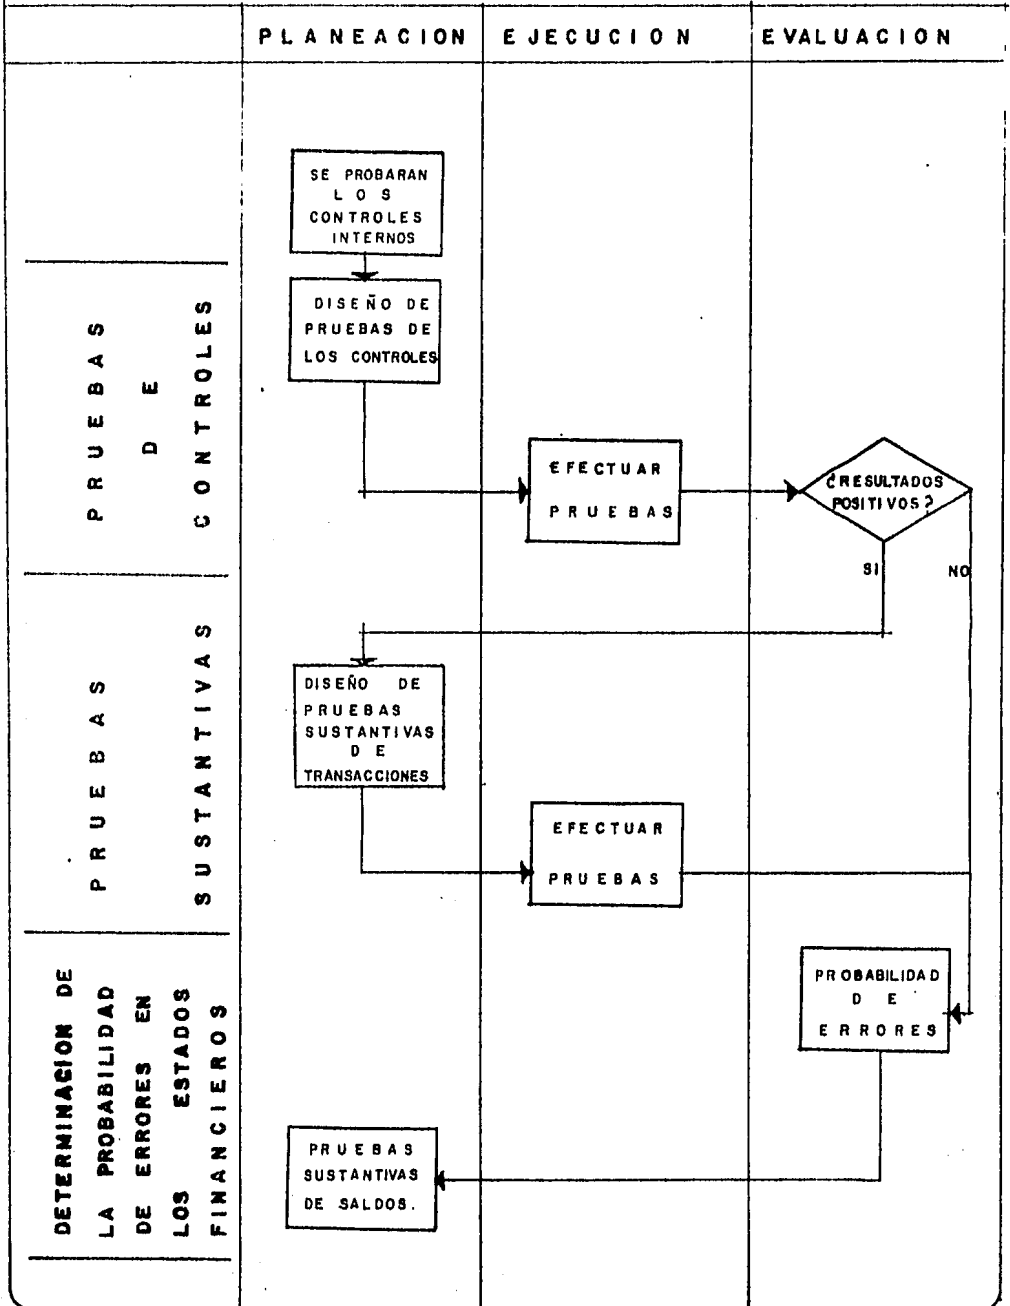 PLANEACION
EJECUCION
EVALUACION
SE PROBARAN
LOS
CONTROLES
INTERNOS
PRUEBAS
DE
CONTROLES
DISEÑO DE
PRUEBAS DE
LOS CONTROLES
EFECTUAR
PRUEBAS
¿RESULTADOS
POSITIVOS?
SI
NO
PRUEBAS
SUSTANTIVAS
DISEÑO DE
PRUEBAS
SUSTANTIVAS
DE
TRANSACCIONES
EFECTUAR
PRUEBAS
DETERMINACION DE
LA PROBABILIDAD
DE ERRORES EN
LOS ESTADOS
FINANCIEROS
PROBABILIDAD
DE
ERRORES
PRUEBAS
SUSTANTIVAS
DE SALDOS.